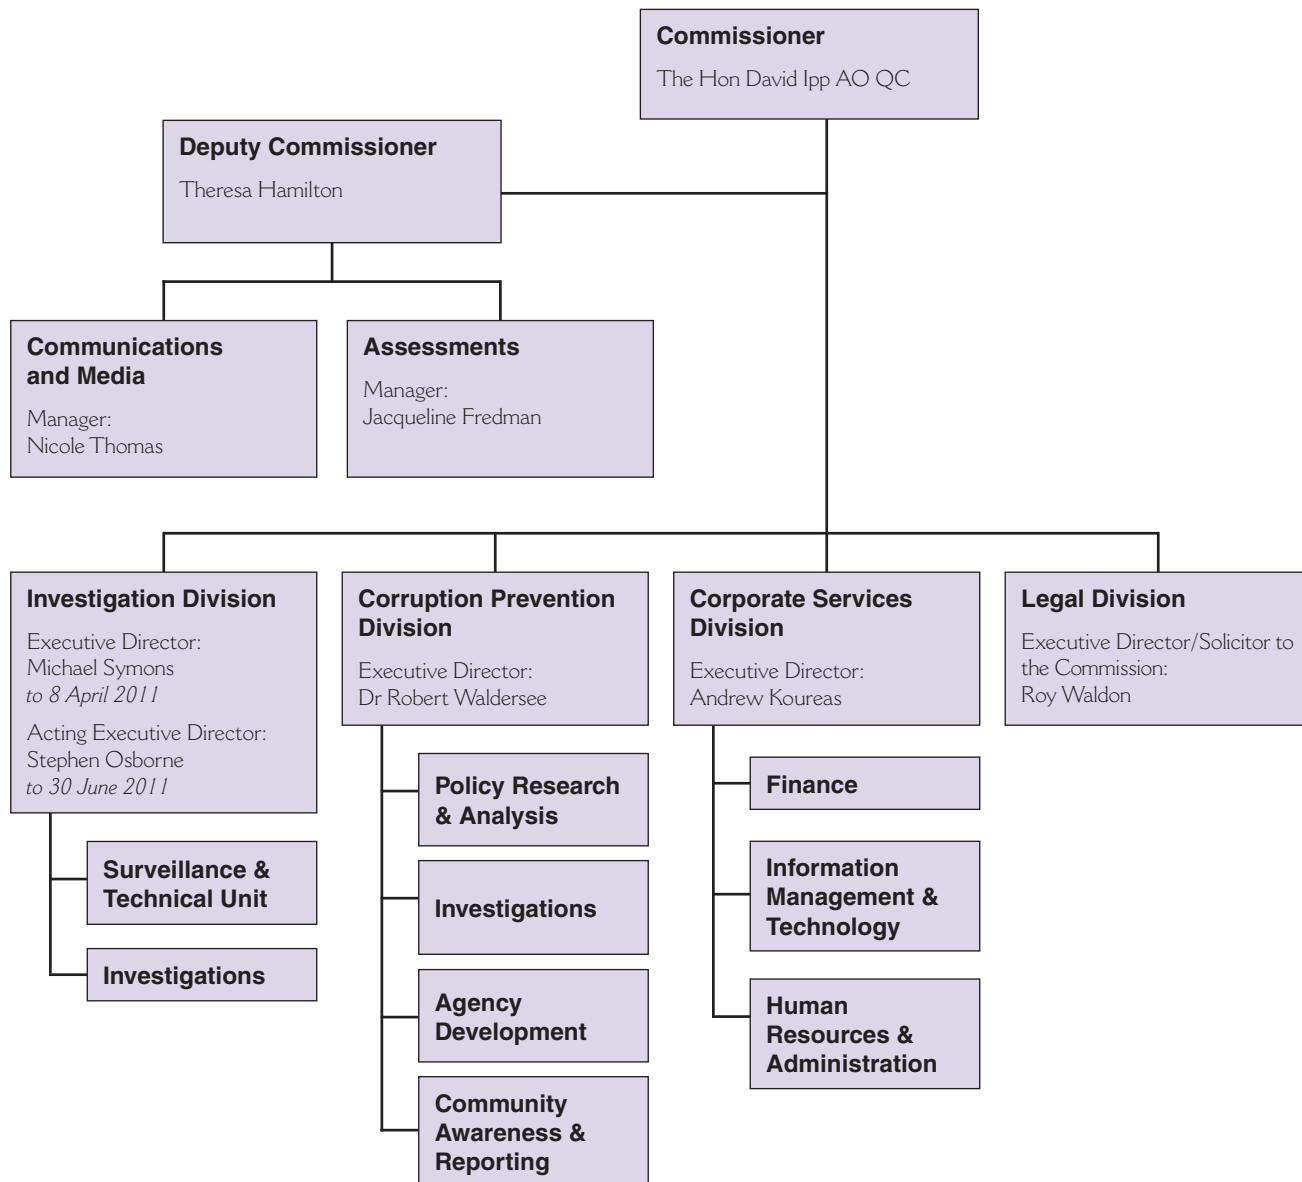 Commissioner
The Hon David Ipp AO QC
Deputy Commissioner
Theresa Hamilton
Communications
and Media
Manager:
Nicole Thomas
Assessments
Manager:
Jacqueline Fredman
Investigation Division
Executive Director:
Michael Symons
to 8 April 2011
Acting Executive Director:
Stephen Osborne
to 30 June 2011
Surveillance &
Technical Unit
Investigations
Corruption Prevention
Division
Executive Director:
Dr Robert Waldersee
Policy Research
& Analysis
Investigations
Agency
Development
Community
Awareness &
Reporting
Corporate Services
Division
Executive Director:
Andrew Koureas
Finance
Information
Management &
Technology
Human
Resources &
Administration
Legal Division
Executive Director/Solicitor to
the Commission:
Roy Waldon